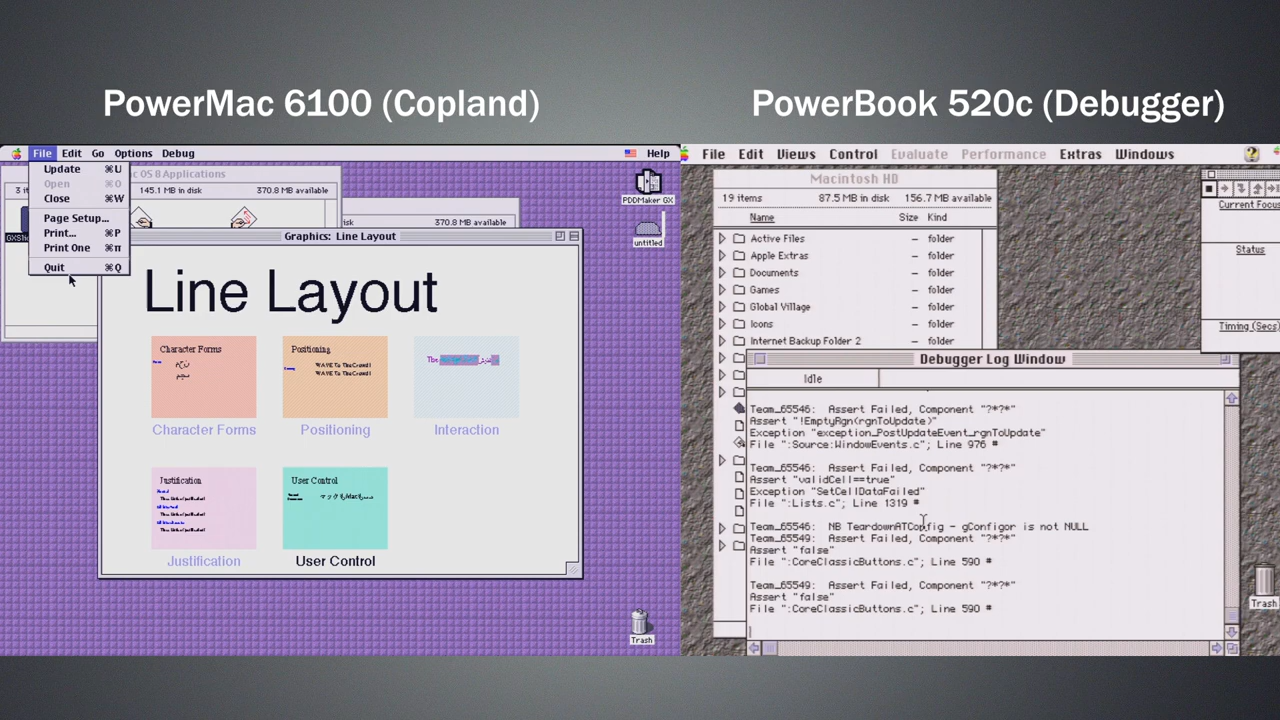 PowerMac 6100 (Copland)
PowerBook 520c (Debugger)
File Edit Go Options Debug Help
Update ⌘U
Open ⌘O
Close ⌘W
Page Setup...
Print... ⌘P
Print One ⌘π
Quit ⌘Q
OS 8 Applications
145.1 MB in disk 370.8 MB available
370.8 MB available
PDDMaker GX
untitled
Graphics: Line Layout
Line Layout
Character Forms
Positioning
WAVE To The Crowd!
WAVE To The Crowd!
The
Character Forms
Positioning
Interaction
Justification
User Control
Justification
User Control
Trash
File Edit Views Control Evaluate Performance Extras Windows
Macintosh HD
19 items 87.5 MB in disk 156.7 MB available
Name Size Kind
Active Files – folder
Apple Extras – folder
Documents – folder
Games – folder
Global Village – folder
Icons – folder
Internet Backup Folder 2 – folder
Current Focus
Status
Timing (Secs)
Debugger Log Window
Idle
Team_65546: Assert Failed, Component "?*?*"
Assert "!EmptyRgn(rgnToUpdate)"
Exception "exception_PostUpdateEvent_rgnToUpdate"
File ":Source:WindowEvents.c"; Line 976 #
Team_65546: Assert Failed, Component "?*?*"
Assert "validCell==true"
Exception "SetCellDataFailed"
File ":Lists.c"; Line 1319 #
Team_65546: NB TeardownATConfig - gConfigor is not NULL
Team_65549: Assert Failed, Component "?*?*"
Assert "false"
File ":CoreClassicButtons.c"; Line 590 #
Team_65549: Assert Failed, Component "?*?*"
Assert "false"
File ":CoreClassicButtons.c"; Line 590 #
Trash